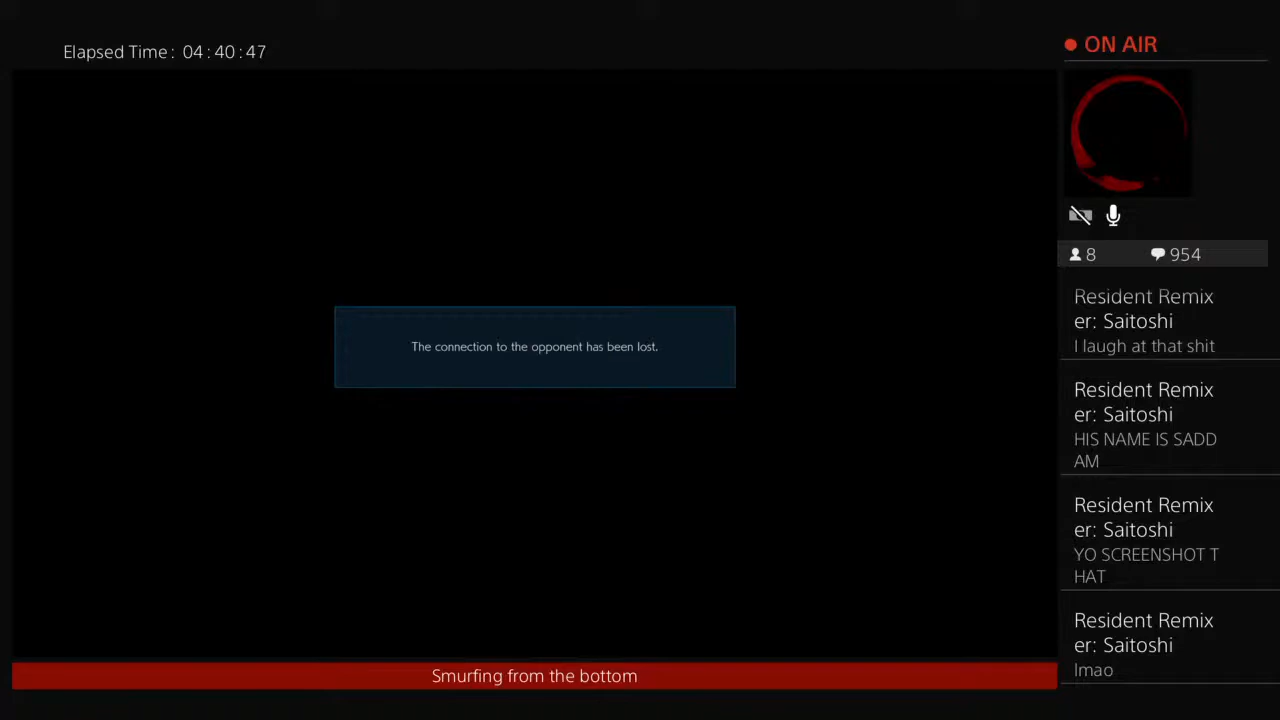 Elapsed Time: 04:40:47
ON AIR
8 954
The connection to the opponent has been lost.
Resident Remix
er: Saitoshi
I laugh at that shit
Resident Remix
er: Saitoshi
HIS NAME IS SADD
AM
Resident Remix
er: Saitoshi
YO SCREENSHOT T
HAT
Resident Remix
er: Saitoshi
lmao
Smurfing from the bottom